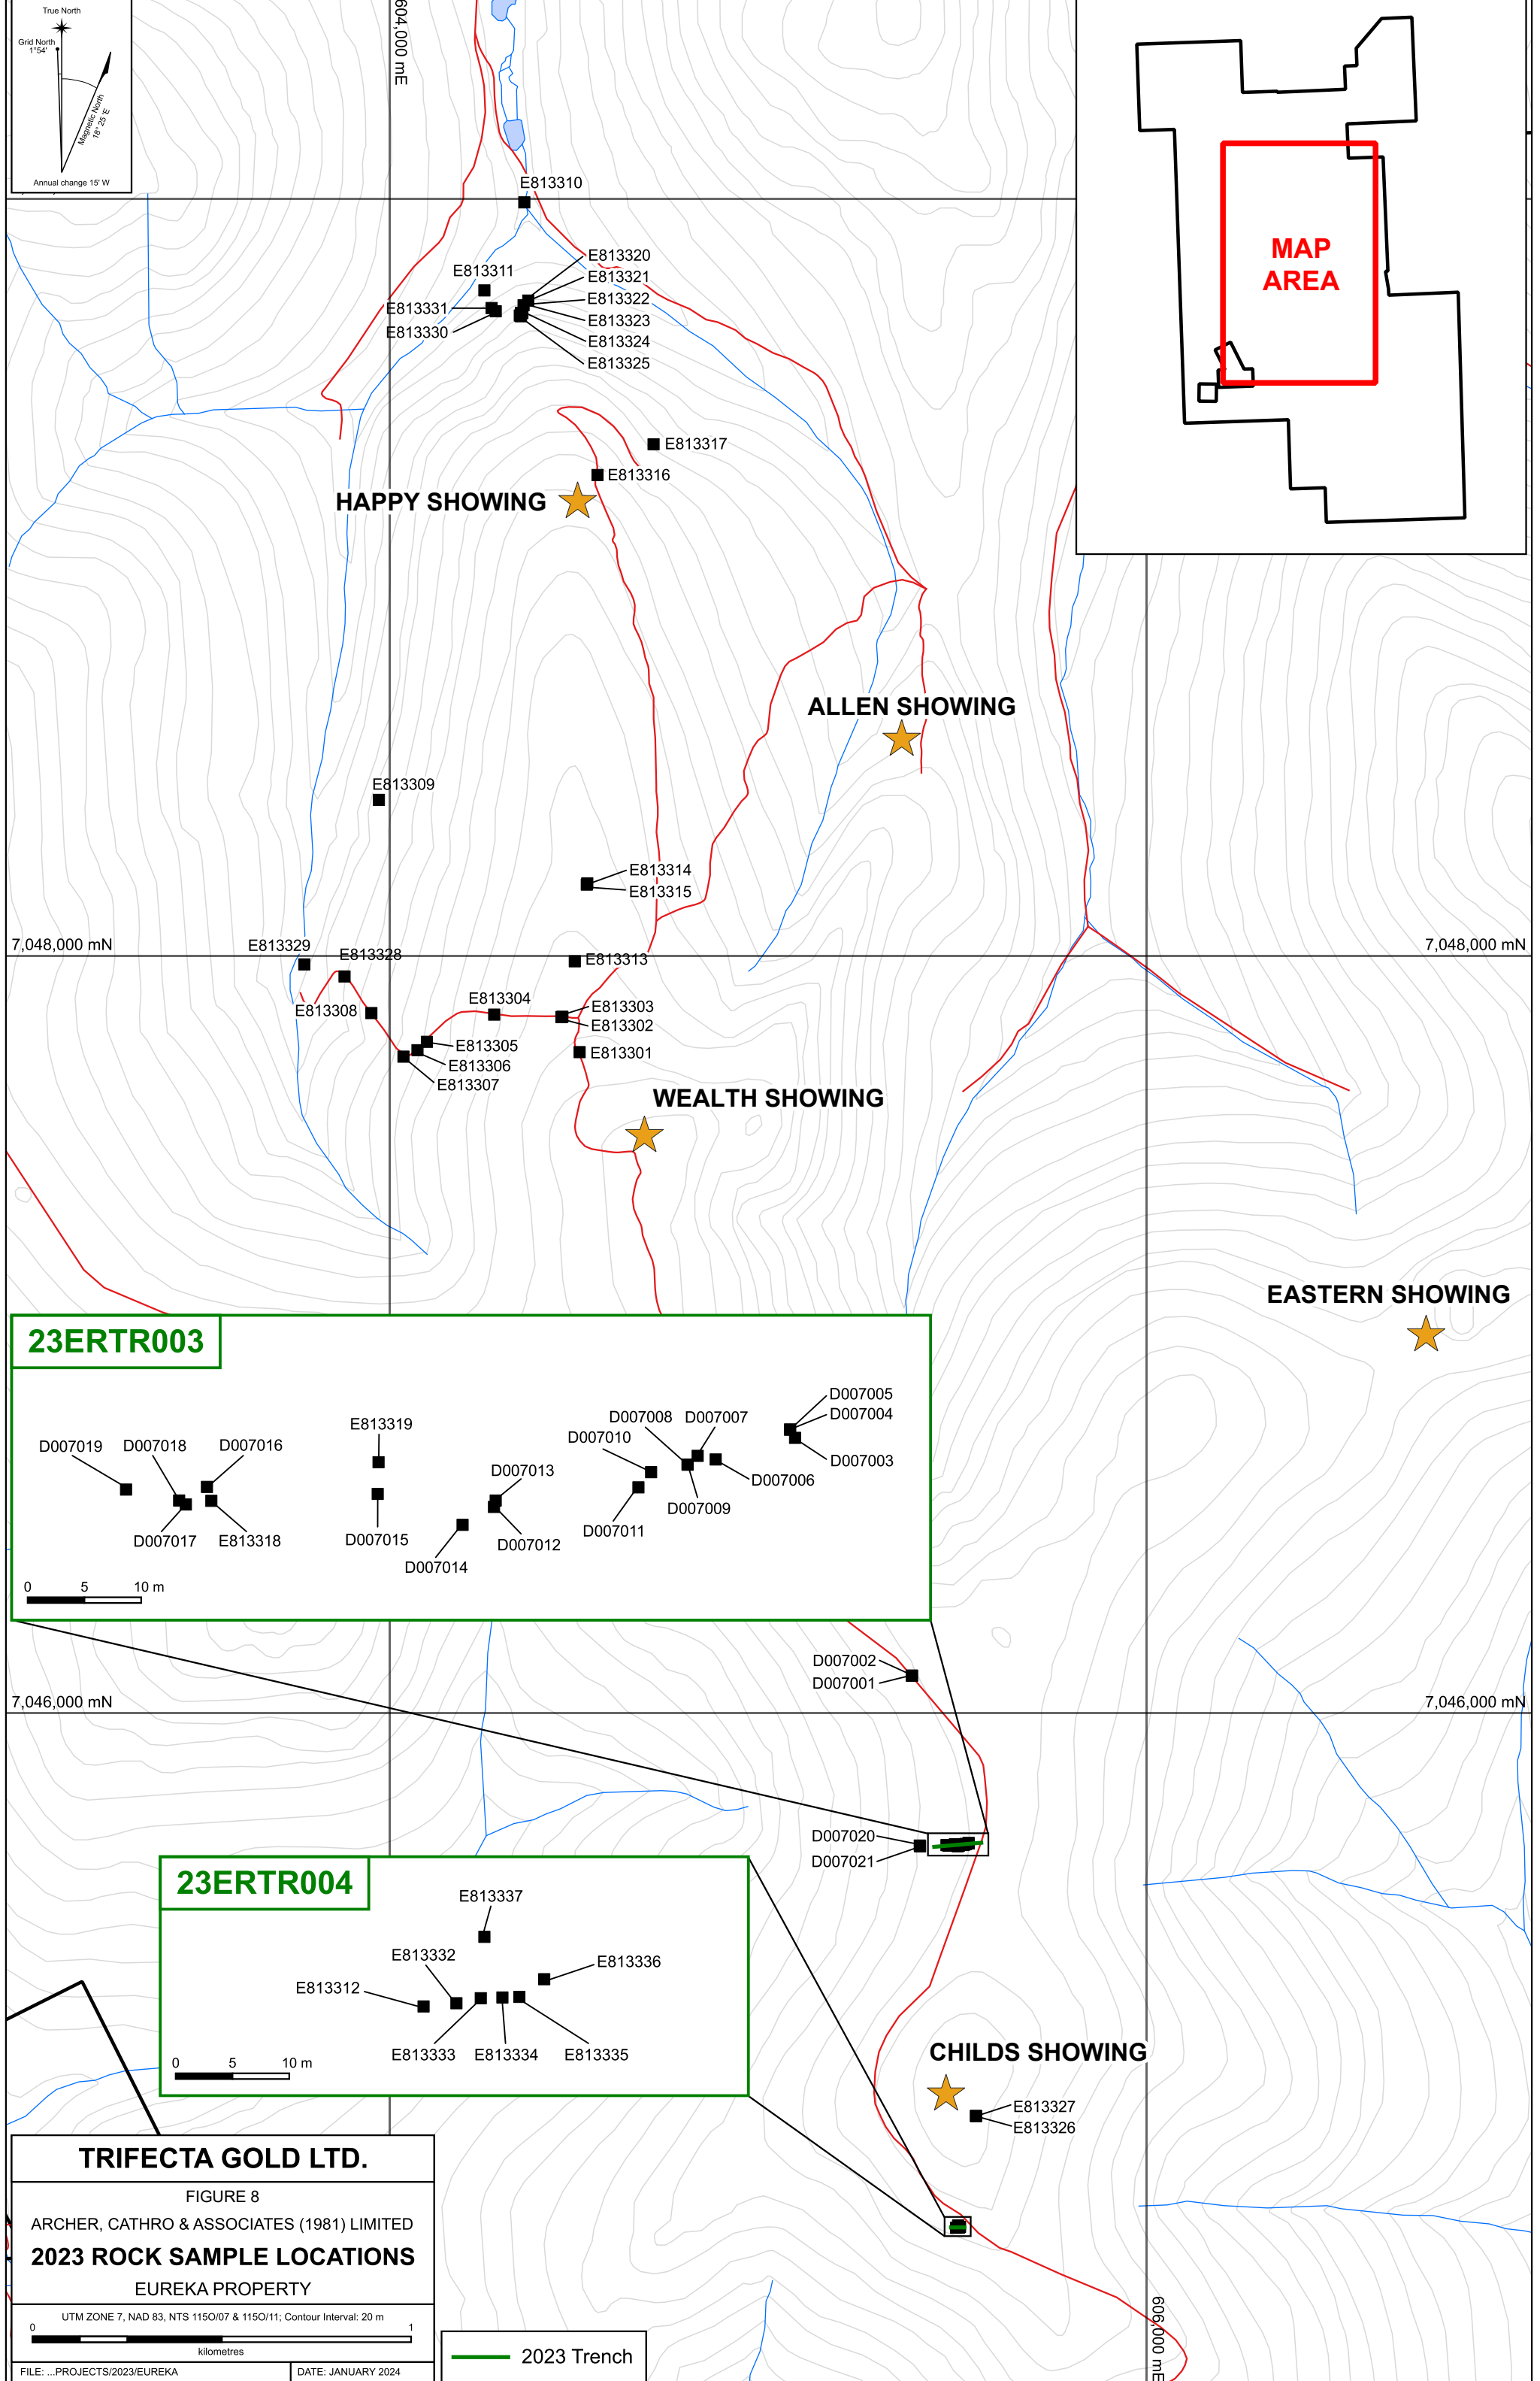 True North
Grid North
1°54'
Magnetic North
18° 25 'E
Annual change 15' W
604,000 mE
MAP
AREA
E813310
E813320
E813311
E813321
E813322
E813331
E813323
E813330
E813324
E813325
E813317
E813316
HAPPY SHOWING
ALLEN SHOWING
E813309
E813314
E813315
7,048,000 mN
E813329
E813328
E813313
7,048,000 mN
E813308
E813304
E813303
E813302
E813305
E813301
E813306
E813307
WEALTH SHOWING
EASTERN SHOWING
23ERTR003
D007005
D007004
D007003
D007008
D007007
D007010
D007006
D007009
D007011
E813319
D007019
D007018
D007016
D007013
D007017
E813318
D007015
D007012
D007014
0 5 10 m
D007002
D007001
7,046,000 mN
7,046,000 mN
D007020
D007021
23ERTR004
E813337
E813332
E813336
E813312
E813333
E813334
E813335
0 5 10 m
CHILDS SHOWING
E813327
E813326
TRIFECTA GOLD LTD.
FIGURE 8
ARCHER, CATHRO & ASSOCIATES (1981) LIMITED
2023 ROCK SAMPLE LOCATIONS
EUREKA PROPERTY
UTM ZONE 7, NAD 83, NTS 115O/07 & 115O/11; Contour Interval: 20 m
0 1
kilometres
FILE: ...PROJECTS/2023/EUREKA
DATE: JANUARY 2024
2023 Trench
606,000 mE